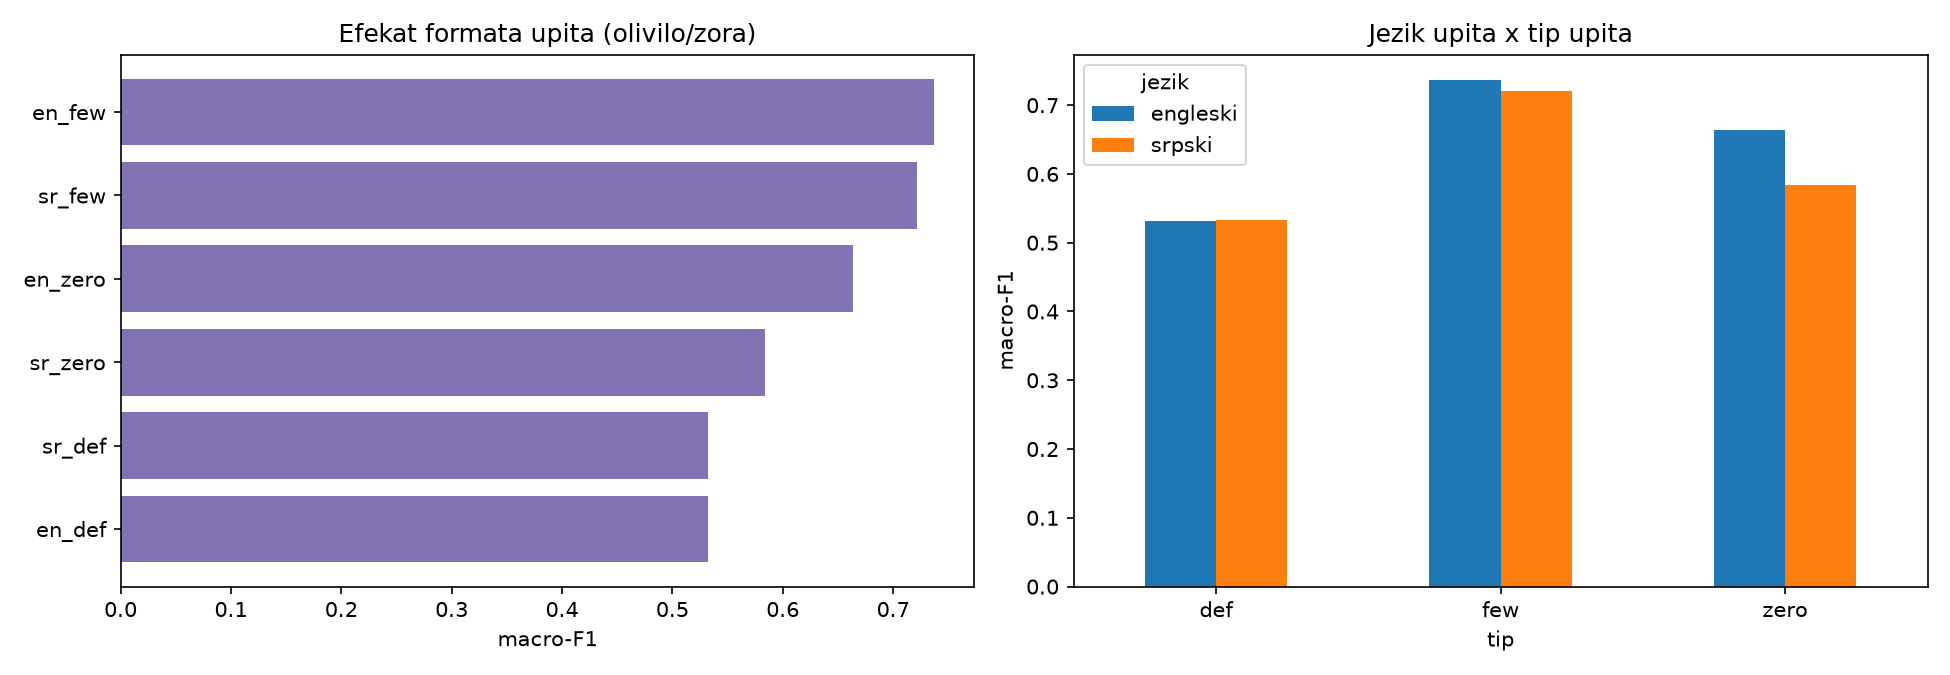 Efekat formata upita (olivilo/zora)
en_few
sr_few
en_zero
sr_zero
sr_def
en_def
0.0 0.1 0.2 0.3 0.4 0.5 0.6 0.7
macro-F1
Jezik upita x tip upita
jezik
engleski
srpski
macro-F1
0.7
0.6
0.5
0.4
0.3
0.2
0.1
0.0
def few zero
tip